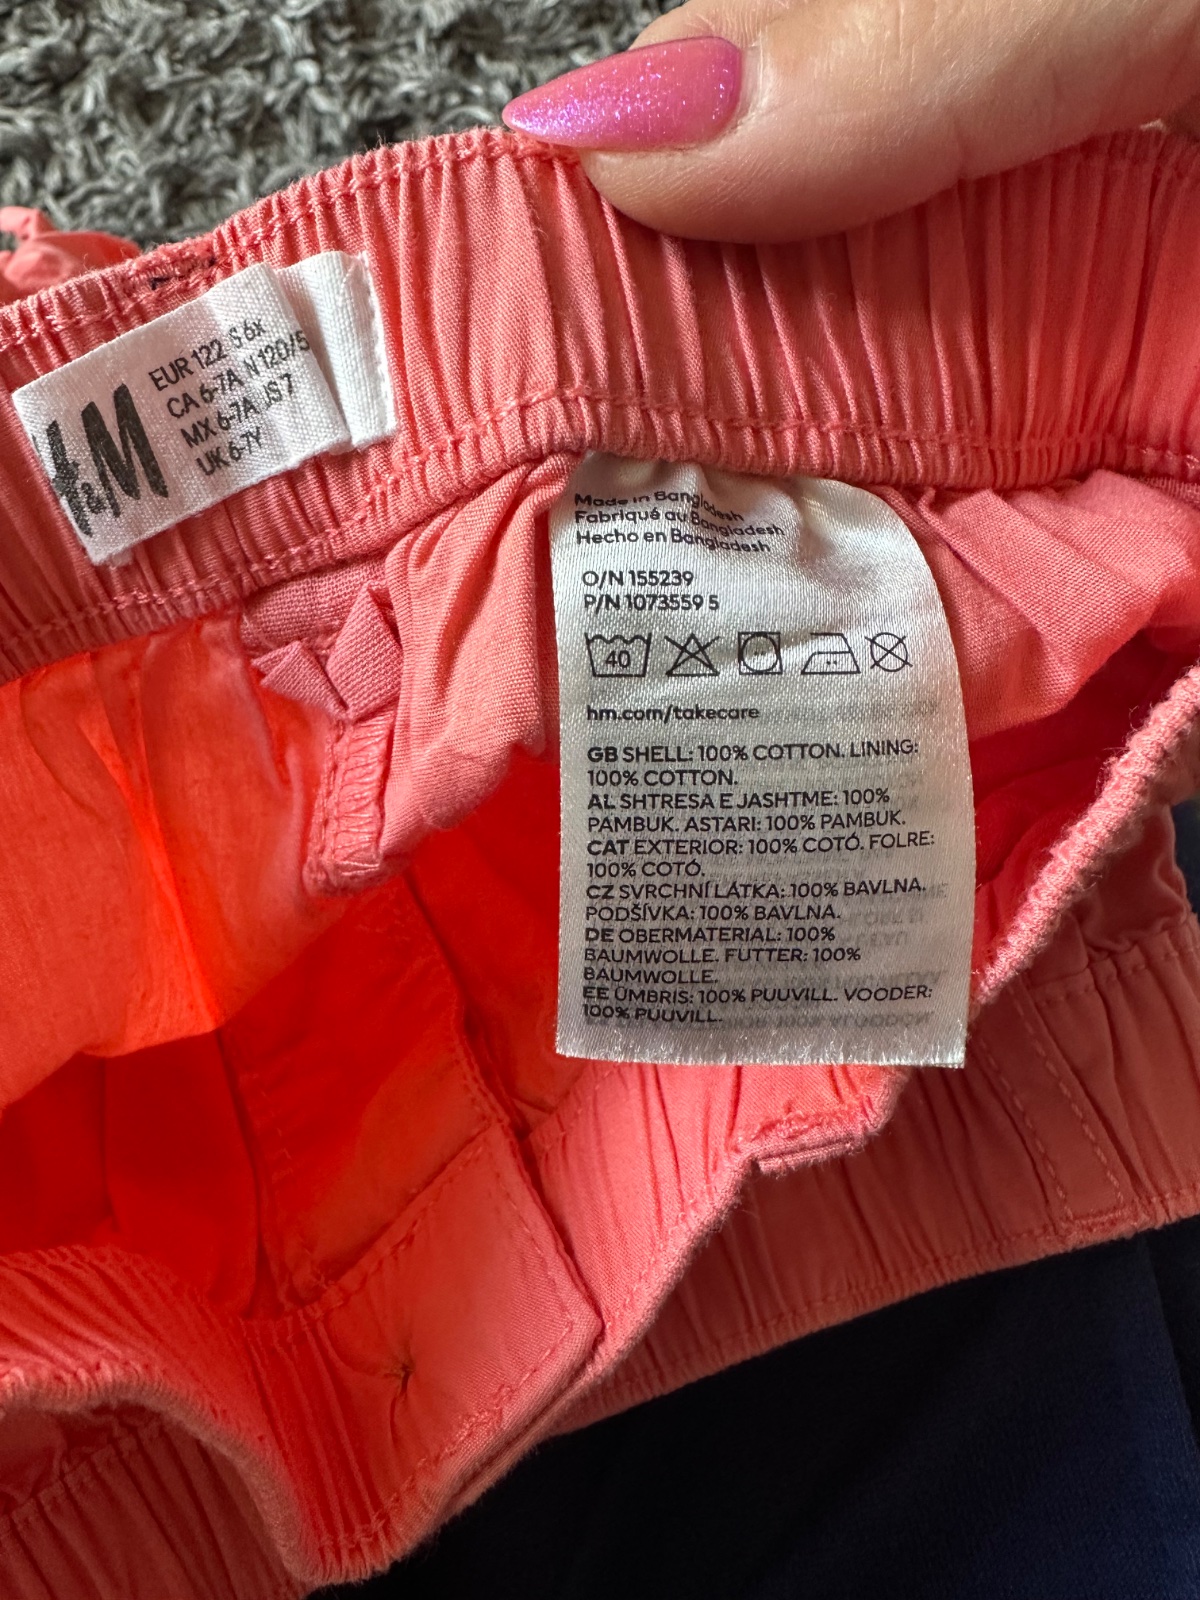 H&M
EUR 122 S 6x
CA 6-7A N 120/5
MX 6-7A JS 7
UK 6-7Y
Made in Bangladesh
Fabriqué au Bangladesh
Hecho en Bangladesh
O/N 155239
P/N 1073559 5
40
hm.com/takecare
GB SHELL: 100% COTTON. LINING:
100% COTTON.
AL SHTRESA E JASHTME: 100%
PAMBUK. ASTARI: 100% PAMBUK.
CAT EXTERIOR: 100% COTÓ. FOLRE:
100% COTÓ.
CZ SVRCHNÍ LÁTKA: 100% BAVLNA.
PODŠÍVKA: 100% BAVLNA.
DE OBERMATERIAL: 100%
BAUMWOLLE. FUTTER: 100%
BAUMWOLLE.
EE ÜMBRIS: 100% PUUVILL. VOODER:
100% PUUVILL.